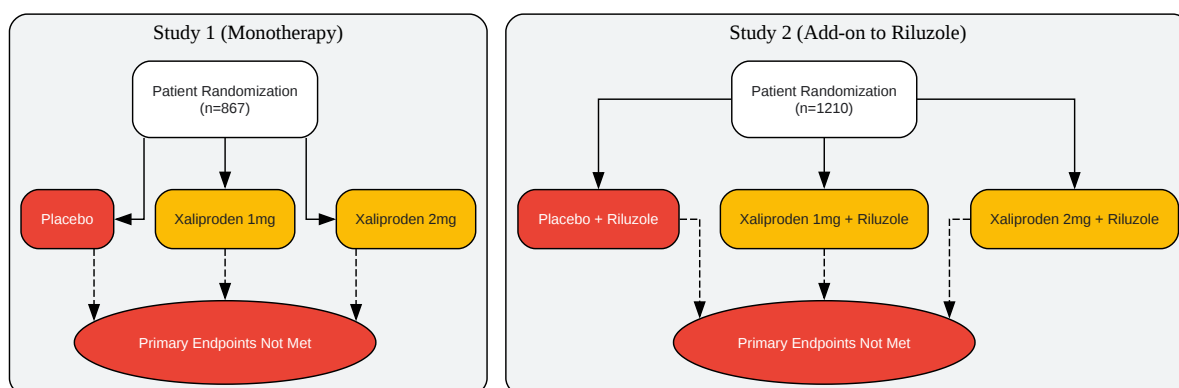 Study 1 (Monotherapy)
Patient Randomization
(n=867)
Placebo
Xaliproden 1mg
Xaliproden 2mg
Primary Endpoints Not Met
Study 2 (Add-on to Riluzole)
Patient Randomization
(n=1210)
Placebo + Riluzole
Xaliproden 1mg + Riluzole
Xaliproden 2mg + Riluzole
Primary Endpoints Not Met